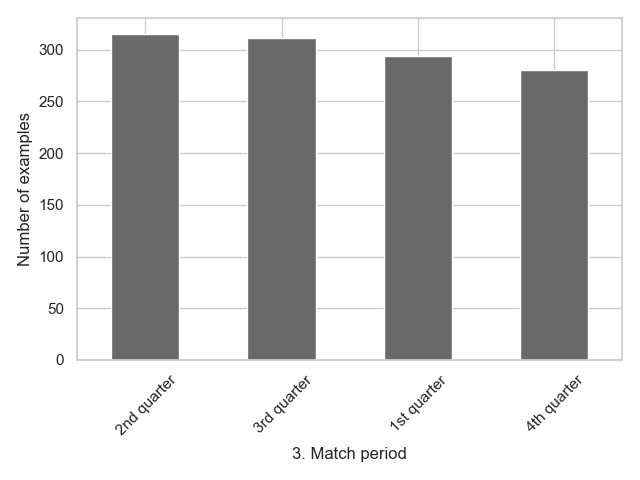 300
250
200
150
100
50
0
Number of examples
2nd quarter
3rd quarter
1st quarter
4th quarter
3. Match period